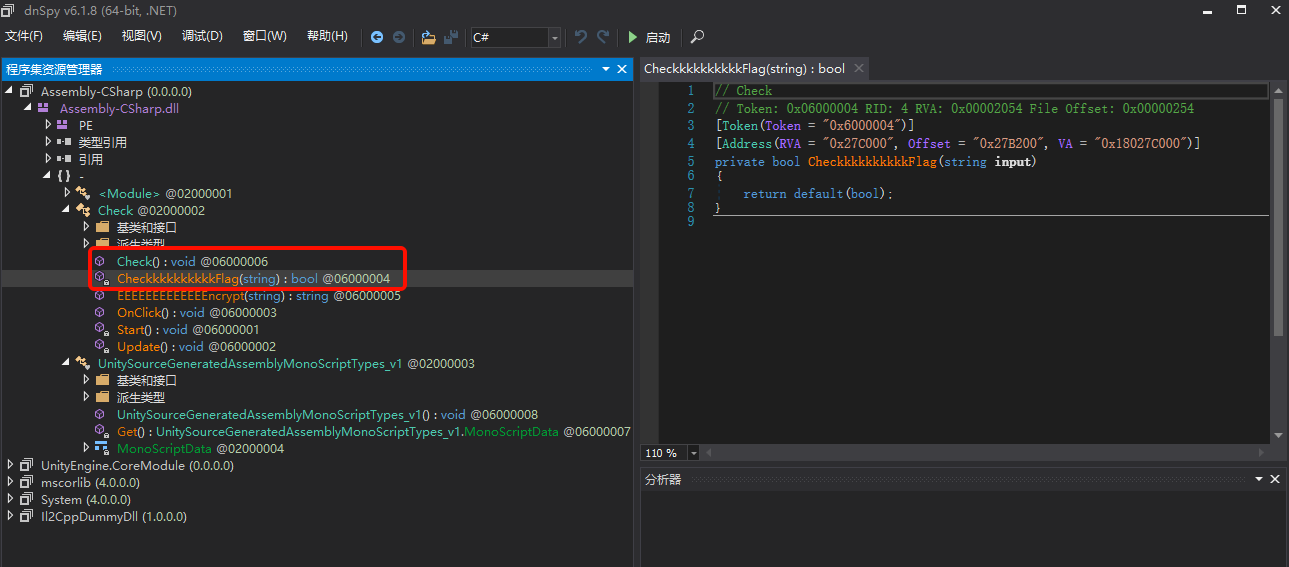 dnSpy v6.1.8 (64-bit, .NET)
文件(F) 编辑(E) 视图(V) 调试(D) 窗口(W) 帮助(H) C# 启动
程序集资源管理器
Assembly-CSharp (0.0.0.0)
Assembly-CSharp.dll
PE
类型引用
引用
{ } -
<Module> @02000001
Check @02000002
基类和接口
派生类型
Check() : void @06000006
CheckkkkkkkkkkFlag(string) : bool @06000004
EEEEEEEEEEEEEncrypt(string) : string @06000005
OnClick() : void @06000003
Start() : void @06000001
Update() : void @06000002
UnitySourceGeneratedAssemblyMonoScriptTypes_v1 @02000003
基类和接口
派生类型
UnitySourceGeneratedAssemblyMonoScriptTypes_v1() : void @06000008
Get() : UnitySourceGeneratedAssemblyMonoScriptTypes_v1.MonoScriptData @06000007
MonoScriptData @02000004
UnityEngine.CoreModule (0.0.0.0)
mscorlib (4.0.0.0)
System (4.0.0.0)
Il2CppDummyDll (1.0.0.0)
CheckkkkkkkkkkFlag(string) : bool
1 // Check
2 // Token: 0x06000004 RID: 4 RVA: 0x00002054 File Offset: 0x00000254
3 [Token(Token = "0x6000004")]
4 [Address(RVA = "0x27C000", Offset = "0x27B200", VA = "0x18027C000")]
5 private bool CheckkkkkkkkkkFlag(string input)
6 {
7 return default(bool);
8 }
9
110 %
分析器